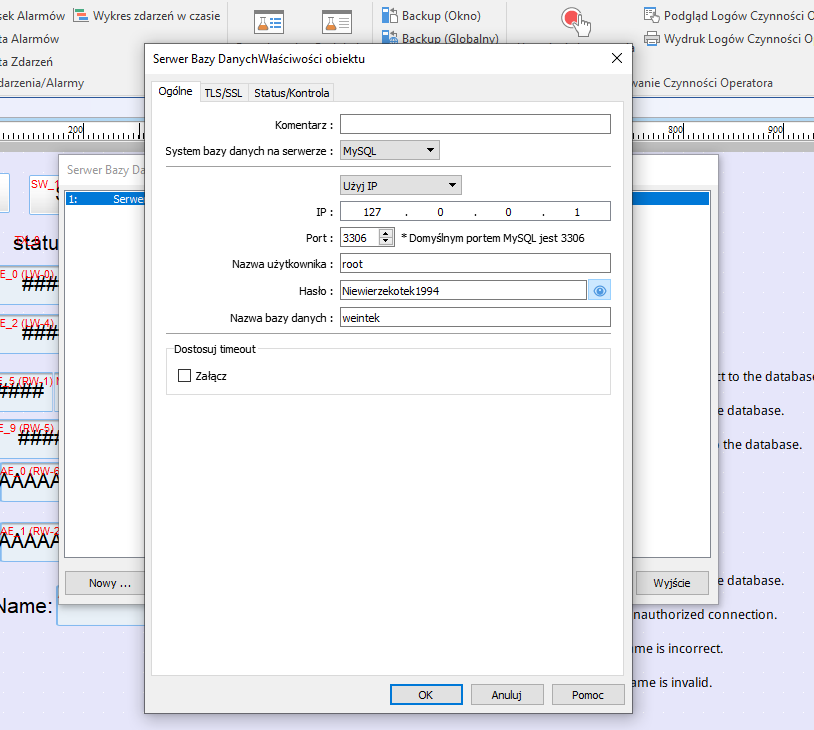 sek Alarmów
Wykres zdarzeń w czasie
Backup (Okno)
Podgląd Logów Czynności O
ta Alarmów
Backup (Globalny)
Wydruk Logów Czynności O
ta Zdarzeń
darzenia/Alarmy
wanie Czynności Operatora
Serwer Bazy DanychWłaściwości obiektu
Ogólne
TLS/SSL
Status/Kontrola
200
800
900
Komentarz :
System bazy danych na serwerze :
MySQL
Serwer Bazy Da
Użyj IP
SW_1
1:
Serwe
IP :
127 . 0 . 0 . 1
Port :
3306
* Domyślnym portem MySQL jest 3306
statu
Nazwa użytkownika :
root
E_0 (LW-0)
###
Hasło :
Niewierzekotek1994
Nazwa bazy danych :
weintek
E_2 (LW-4)
###
Dostosuj timeout
Załącz
E_5 (RW-1)
####
ct to the database
e database.
E_9 (RW-5)
###
the database.
AE_0 (RW-6
AAAAA
AE_1 (RW-2
AAAAA
Nowy ...
Wyjście
e database.
Name:
nauthorized connection.
me is incorrect.
ame is invalid.
OK
Anuluj
Pomoc